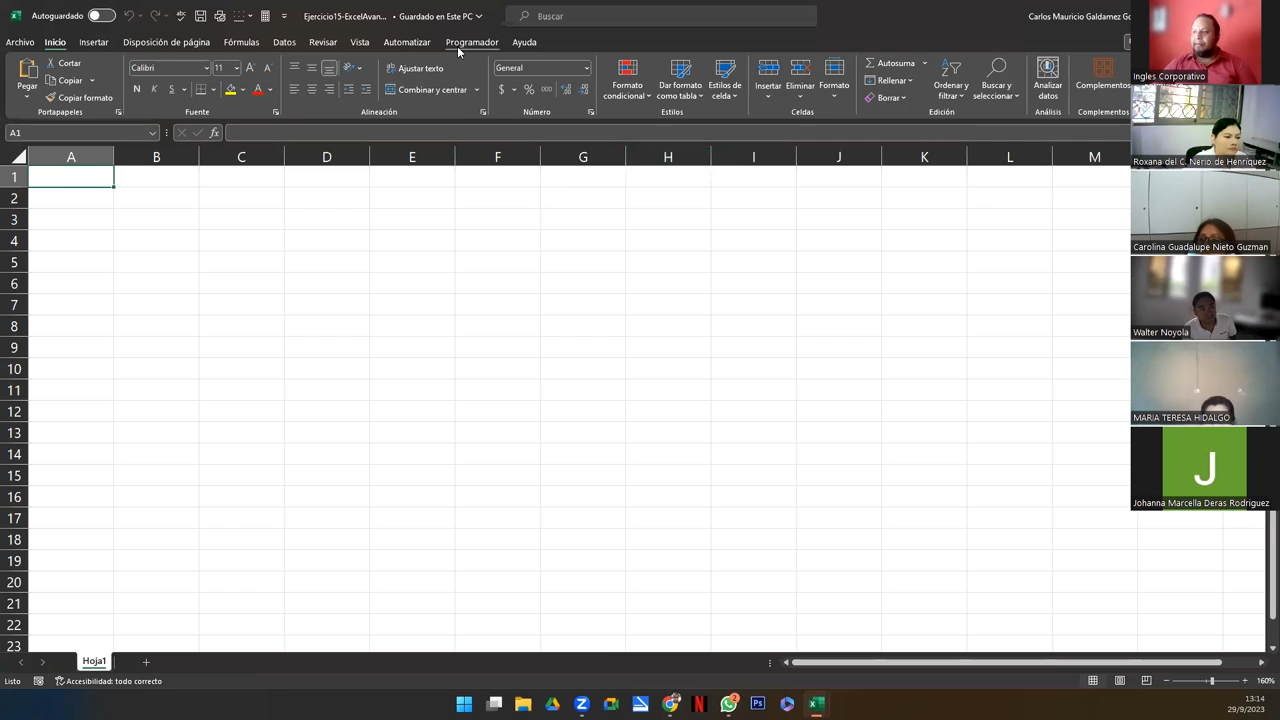 Autoguardado
Ejercicio15-ExcelAvan... • Guardado en Este PC
Buscar
Carlos Mauricio Galdamez Go
Archivo Inicio Insertar Disposición de página Fórmulas Datos Revisar Vista Automatizar Programador Ayuda
Pegar
Cortar
Copiar
Copiar formato
Portapapeles
Calibri 11
N K S
Fuente
Ajustar texto
Combinar y centrar
Alineación
General
$ % 000
Número
Formato condicional
Dar formato como tabla
Estilos de celda
Estilos
Insertar Eliminar Formato
Celdas
Autosuma
Rellenar
Borrar
Ordenar y filtrar
Buscar y seleccionar
Edición
Analizar datos
Análisis
Complementos
Complementos
A1
fx
A B C D E F G H I J K L M
1
2
3
4
5
6
7
8
9
10
11
12
13
14
15
16
17
18
19
20
21
22
23
Ingles Corporativo
Roxana del C. Nerio de Henríquez
Carolina Guadalupe Nieto Guzman
Walter Noyola
MARIA TERESA HIDALGO
J
Johanna Marcella Deras Rodríguez
Hoja1
Listo
Accesibilidad: todo correcto
160%
13:14
29/9/2023